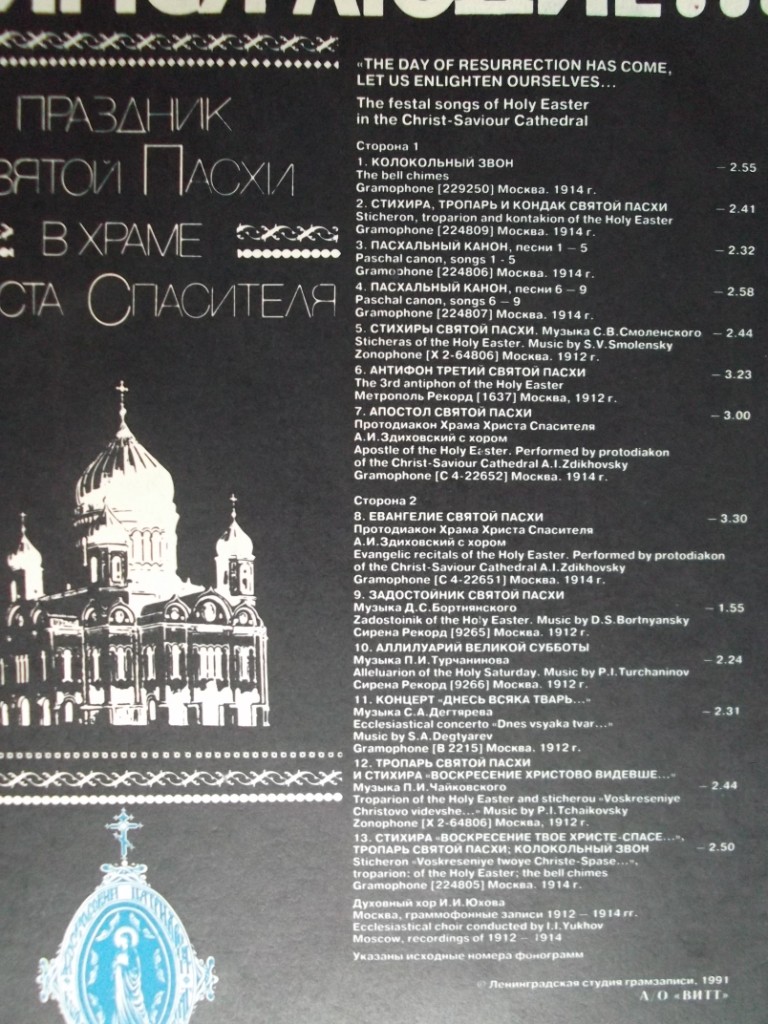 «THE DAY OF RESURRECTION HAS COME,
LET US ENLIGHTEN OURSELVES...
The festal songs of Holy Easter
in the Christ-Saviour Cathedral
ПРАЗДНИК
СВЯТОЙ ПАСХИ
В ХРАМЕ
СТА СПАСИТЕЛЯ
Сторона 1
1. КОЛОКОЛЬНЫЙ ЗВОН – 2.55
The bell chimes
Gramophone [229250] Москва. 1914 г.
2. СТИХИРА, ТРОПАРЬ И КОНДАК СВЯТОЙ ПАСХИ – 2.41
Sticheron, troparion and kontakion of the Holy Easter
Gramophone [224809] Москва. 1914 г.
3. ПАСХАЛЬНЫЙ КАНОН, песни 1 – 5 – 2.32
Paschal canon, songs 1 - 5
Gramophone [224806] Москва. 1914 г.
4. ПАСХАЛЬНЫЙ КАНОН, песни 6 – 9 – 2.58
Paschal canon, songs 6 – 9
Gramophone [224807] Москва. 1914 г.
5. СТИХИРЫ СВЯТОЙ ПАСХИ. Музыка С.В.Смоленского – 2.44
Sticheras of the Holy Easter. Music by S.V.Smolensky
Zonophone [X 2-64806] Москва. 1912 г.
6. АНТИФОН ТРЕТИЙ СВЯТОЙ ПАСХИ – 3.23
The 3rd antiphon of the Holy Easter
Метрополь Рекорд [1637] Москва, 1912 г.
7. АПОСТОЛ СВЯТОЙ ПАСХИ – 3.00
Протодиакон Храма Христа Спасителя
А.И.Здиховский с хором
Apostle of the Holy Easter. Performed by protodiakon
of the Christ-Saviour Cathedral A.I.Zdikhovsky
Gramophone [C 4-22652] Москва. 1914 г.
Сторона 2
8. ЕВАНГЕЛИЕ СВЯТОЙ ПАСХИ – 3.30
Протодиакон Храма Христа Спасителя
А.И.Здиховский с хором
Evangelic recitals of the Holy Easter. Performed by protodiakon
of the Christ-Saviour Cathedral A.I.Zdikhovsky
Gramophone [C 4-22651] Москва. 1914 г.
9. ЗАДОСТОЙНИК СВЯТОЙ ПАСХИ
Музыка Д.С.Бортнянского – 1.55
Zadostoinik of the Holy Easter. Music by D.S.Bortnyansky
Сирена Рекорд [9265] Москва. 1912 г.
10. АЛЛИЛУАРИЙ ВЕЛИКОЙ СУББОТЫ
Музыка П.И.Турчанинова – 2.24
Alleluarion of the Holy Saturday. Music by P.I.Turchaninov
Сирена Рекорд [9266] Москва. 1912 г.
11. КОНЦЕРТ «ДНЕСЬ ВСЯКА ТВАРЬ...»
Музыка С.А.Дегтярева – 2.31
Ecclesiastical concerto «Dnes vsyaka tvar...»
Music by S.A.Degtyarev
Gramophone [B 2215] Москва. 1912 г.
12. ТРОПАРЬ СВЯТОЙ ПАСХИ
И СТИХИРА «ВОСКРЕСЕНИЕ ХРИСТОВО ВИДЕВШЕ...»
Музыка П.И.Чайковского – 2.44
Troparion of the Holy Easter and sticherou «Voskreseniye
Christovo videvshe...» Music by P.I.Tchaikovsky
Zonophone [X 2-64806] Москва, 1912 г.
13. СТИХИРА «ВОСКРЕСЕНИЕ ТВОЕ ХРИСТЕ-СПАСЕ...»,
ТРОПАРЬ СВЯТОЙ ПАСХИ; КОЛОКОЛЬНЫЙ ЗВОН – 2.50
Sticheron «Voskreseniye twoye Christe-Spase...»,
troparion: of the Holy Easter; the bell chimes
Gramophone [224805] Москва. 1914 г.
Духовный хор И.И.Юхова
Москва, граммофонные записи 1912 – 1914 гг.
Ecclesiastical choir conducted by I.I.Yukhov
Moscow, recordings of 1912 – 1914
Указаны исходные номера фонограмм
Ленинградская студия грамзаписи, 1991
А/О «ВИТТ»